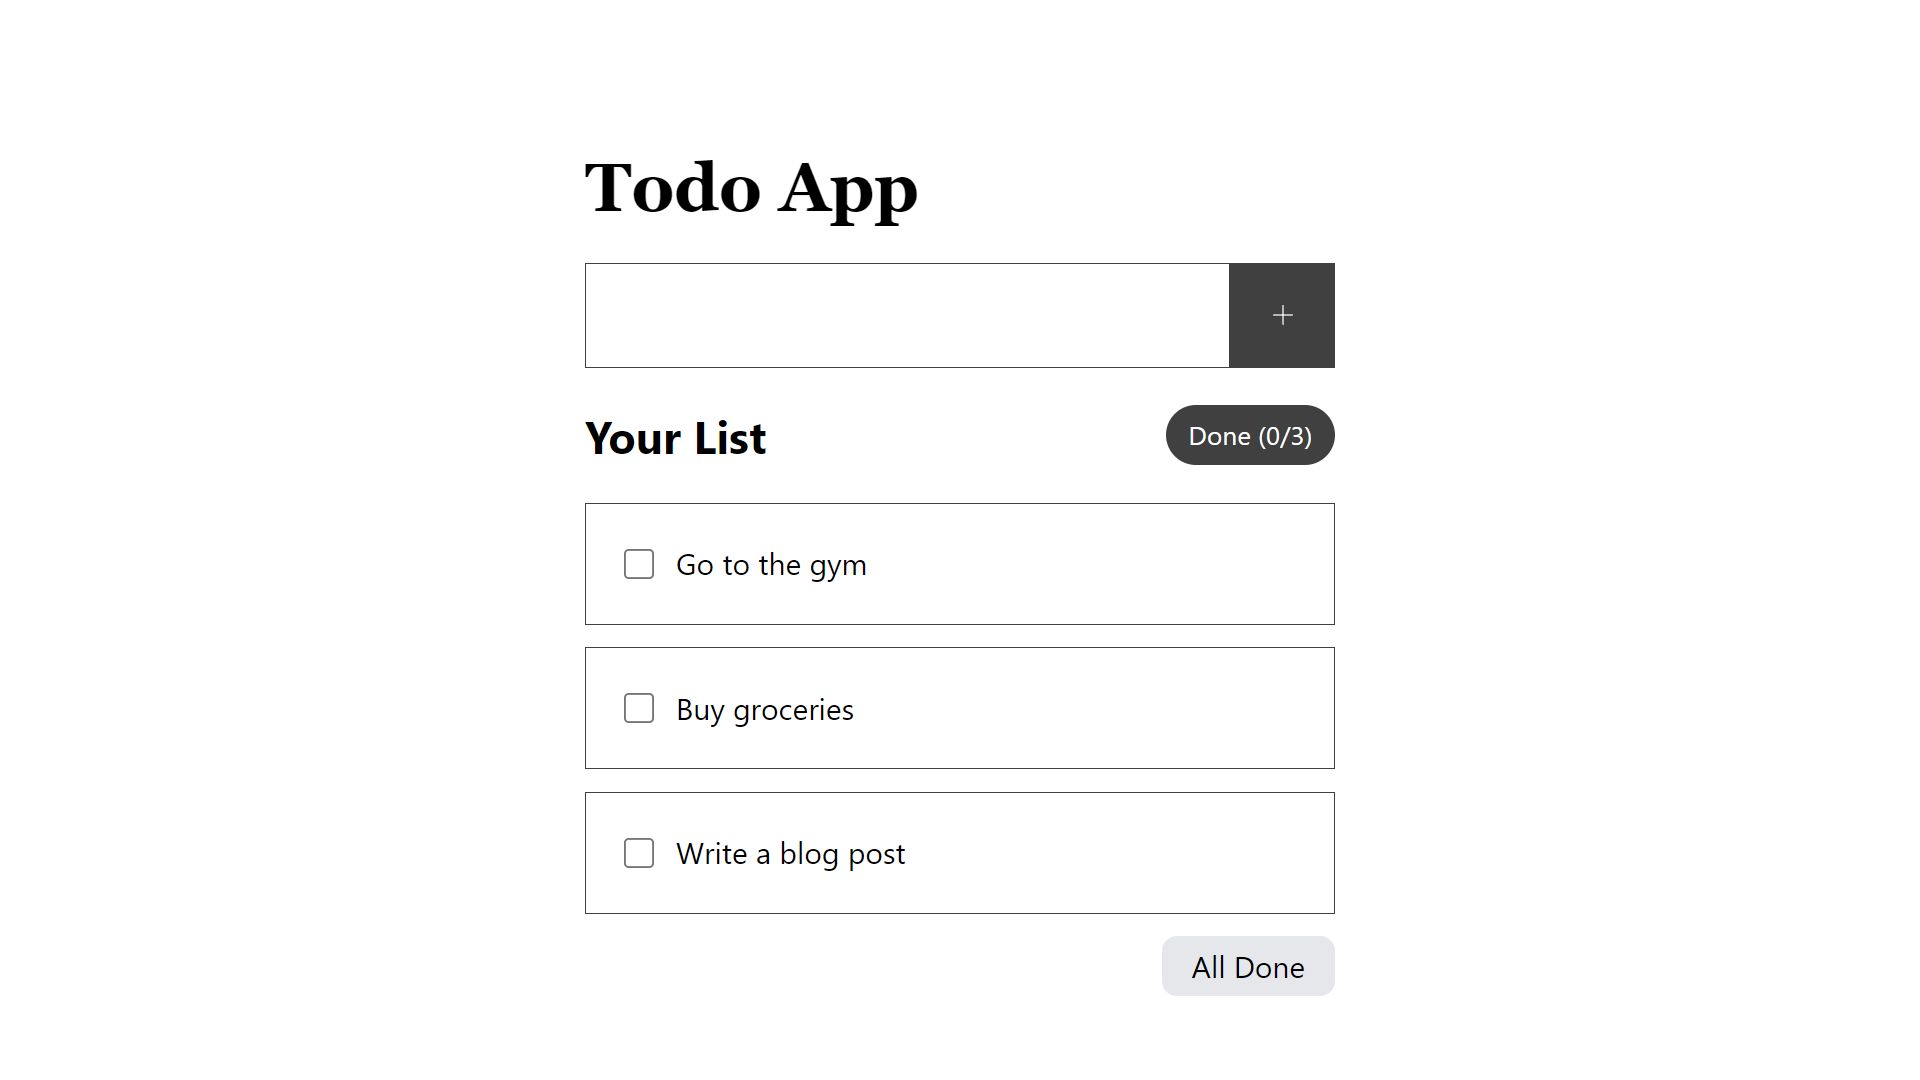 Todo App
+
Your List
Done (0/3)
Go to the gym
Buy groceries
Write a blog post
All Done